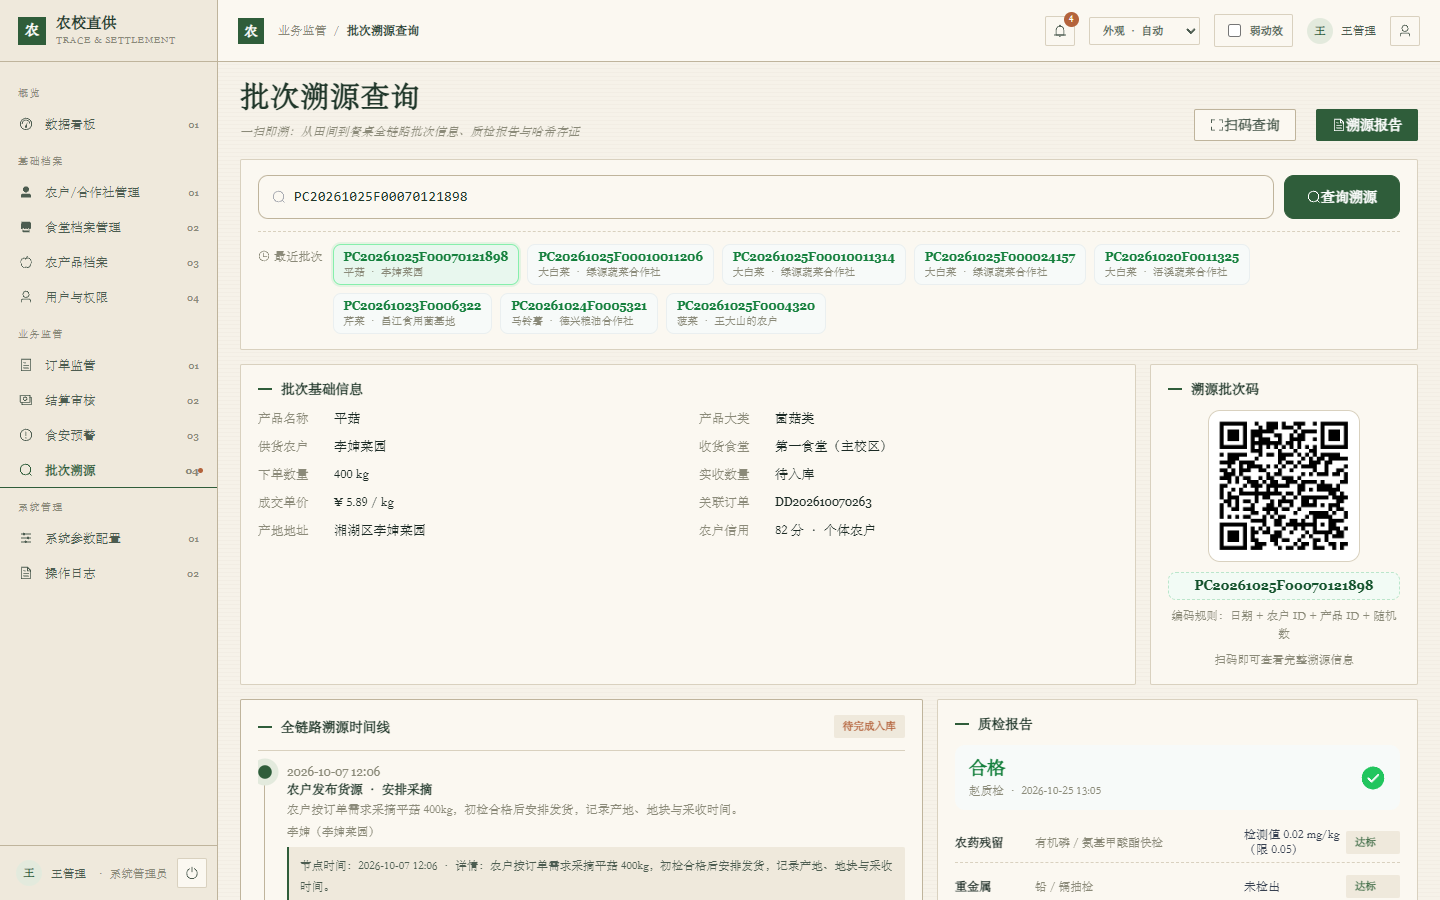 农 农校直供
TRACE & SETTLEMENT
概览
数据看板 01
基础档案
农户/合作社管理 01
食堂档案管理 02
农产品档案 03
用户与权限 04
业务监管
订单监管 01
结算审核 02
食安预警 03
批次溯源 04
系统管理
系统参数配置 01
操作日志 02
王 王管理 · 系统管理员
农 业务监管 / 批次溯源查询
4
外观 · 自动
弱动效
王 王管理
批次溯源查询
一扫即溯：从田间到餐桌全链路批次信息、质检报告与哈希存证
扫码查询
溯源报告
PC20261025F00070121898
查询溯源
最近批次
PC20261025F00070121898
平菇 · 李婶菜园
PC20261025F00010011206
大白菜 · 绿源蔬菜合作社
PC20261025F00010011314
大白菜 · 绿源蔬菜合作社
PC20261025F000024157
大白菜 · 绿源蔬菜合作社
PC20261020F0011325
大白菜 · 浯溪蔬菜合作社
PC20261023F0006322
芹菜 · 昌江食用菌基地
PC20261024F0005321
马铃薯 · 德兴粮油合作社
PC20261025F0004320
菠菜 · 王大山的农户
批次基础信息
产品名称 平菇
产品大类 菌菇类
供货农户 李婶菜园
收货食堂 第一食堂（主校区）
下单数量 400 kg
实收数量 待入库
成交单价 ¥ 5.89 / kg
关联订单 DD202610070263
产地地址 湘湖区李婶菜园
农户信用 82 分 · 个体农户
溯源批次码
PC20261025F00070121898
编码规则：日期 + 农户 ID + 产品 ID + 随机
数
扫码即可查看完整溯源信息
全链路溯源时间线
待完成入库
2026-10-07 12:06
农户发布货源 · 安排采摘
农户按订单需求采摘平菇 400kg，初检合格后安排发货，记录产地、地块与采收时间。
李婶（李婶菜园）
节点时间：2026-10-07 12:06 · 详情：农户按订单需求采摘平菇 400kg，初检合格后安排发货，记录产地、地块与采收
时间。
质检报告
合格
赵质检 · 2026-10-25 13:05
农药残留 有机磷 / 氨基甲酸酯快检 检测值 0.02 mg/kg
（限 0.05） 达标
重金属 铅 / 镉抽检 未检出 达标